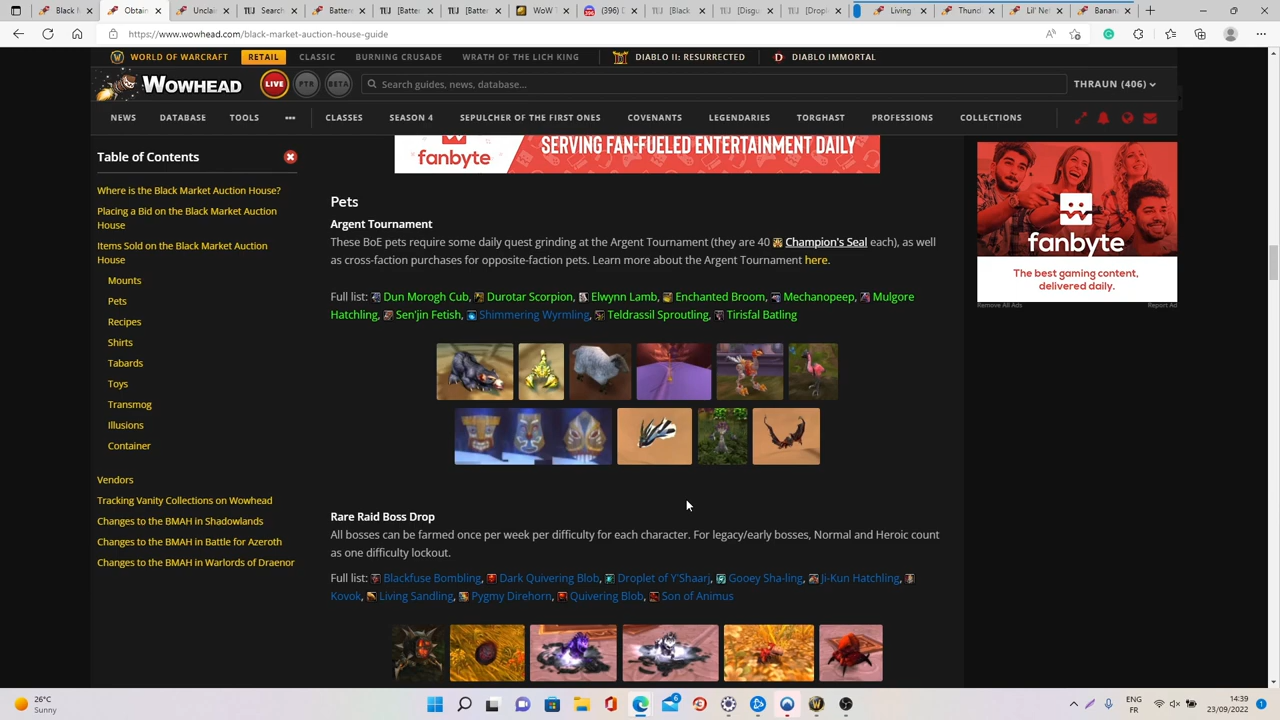 WoW
(396)
(111) Black
[Drople
https://www.wowhead.com/black-market-auction-house-guide
WORLD OF WARCRAFT RETAIL CLASSIC BURNING CRUSADE WRATH OF THE LICH KING DIABLO II: RESURRECTED DIABLO IMMORTAL
WOWHEAD LIVE PTR BETA Search guides, news, database... THRAUN (406)
NEWS DATABASE TOOLS ••• CLASSES SEASON 4 SEPULCHER OF THE FIRST ONES COVENANTS LEGENDARIES TORGHAST PROFESSIONS COLLECTIONS
Table of Contents
Where is the Black Market Auction House?
Placing a Bid on the Black Market Auction
House
Items Sold on the Black Market Auction
House
Mounts
Pets
Recipes
Shirts
Tabards
Toys
Transmog
Illusions
Container
Vendors
Tracking Vanity Collections on Wowhead
Changes to the BMAH in Shadowlands
Changes to the BMAH in Battle for Azeroth
Changes to the BMAH in Warlords of Draenor
fanbyte SERVING FAN-FUELED ENTERTAINMENT DAILY
Pets
Argent Tournament
These BoE pets require some daily quest grinding at the Argent Tournament (they are 40 Champion's Seal each), as well
as cross-faction purchases for opposite-faction pets. Learn more about the Argent Tournament here.
Full list: Dun Morogh Cub, Durotar Scorpion, Elwynn Lamb, Enchanted Broom, Mechanopeep, Mulgore
Hatchling, Sen'jin Fetish, Shimmering Wyrmling, Teldrassil Sproutling, Tirisfal Batling
Rare Raid Boss Drop
All bosses can be farmed once per week per difficulty for each character. For legacy/early bosses, Normal and Heroic count
as one difficulty lockout.
Full list: Blackfuse Bombling, Dark Quivering Blob, Droplet of Y'Shaarj, Gooey Sha-ling, Ji-Kun Hatchling,
Kovok, Living Sandling, Pygmy Direhorn, Quivering Blob, Son of Animus
fanbyte
The best gaming content,
delivered daily.
Remove All Ads Report Ad
26°C
Sunny
6
ENG
FR
14:39
23/09/2022
1